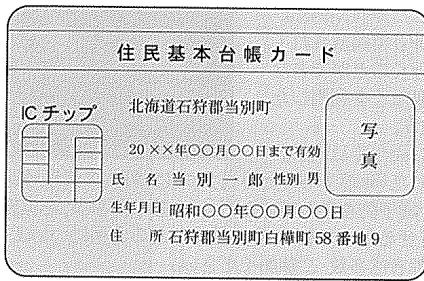 住民基本台帳カード
北海道石狩郡当別町
ICチップ
写真
20××年○○月○○日まで有効
氏 名 当別一郎 性別 男
生年月日 昭和○○年○○月○○日
住 所 石狩郡当別町白樺町58番地9